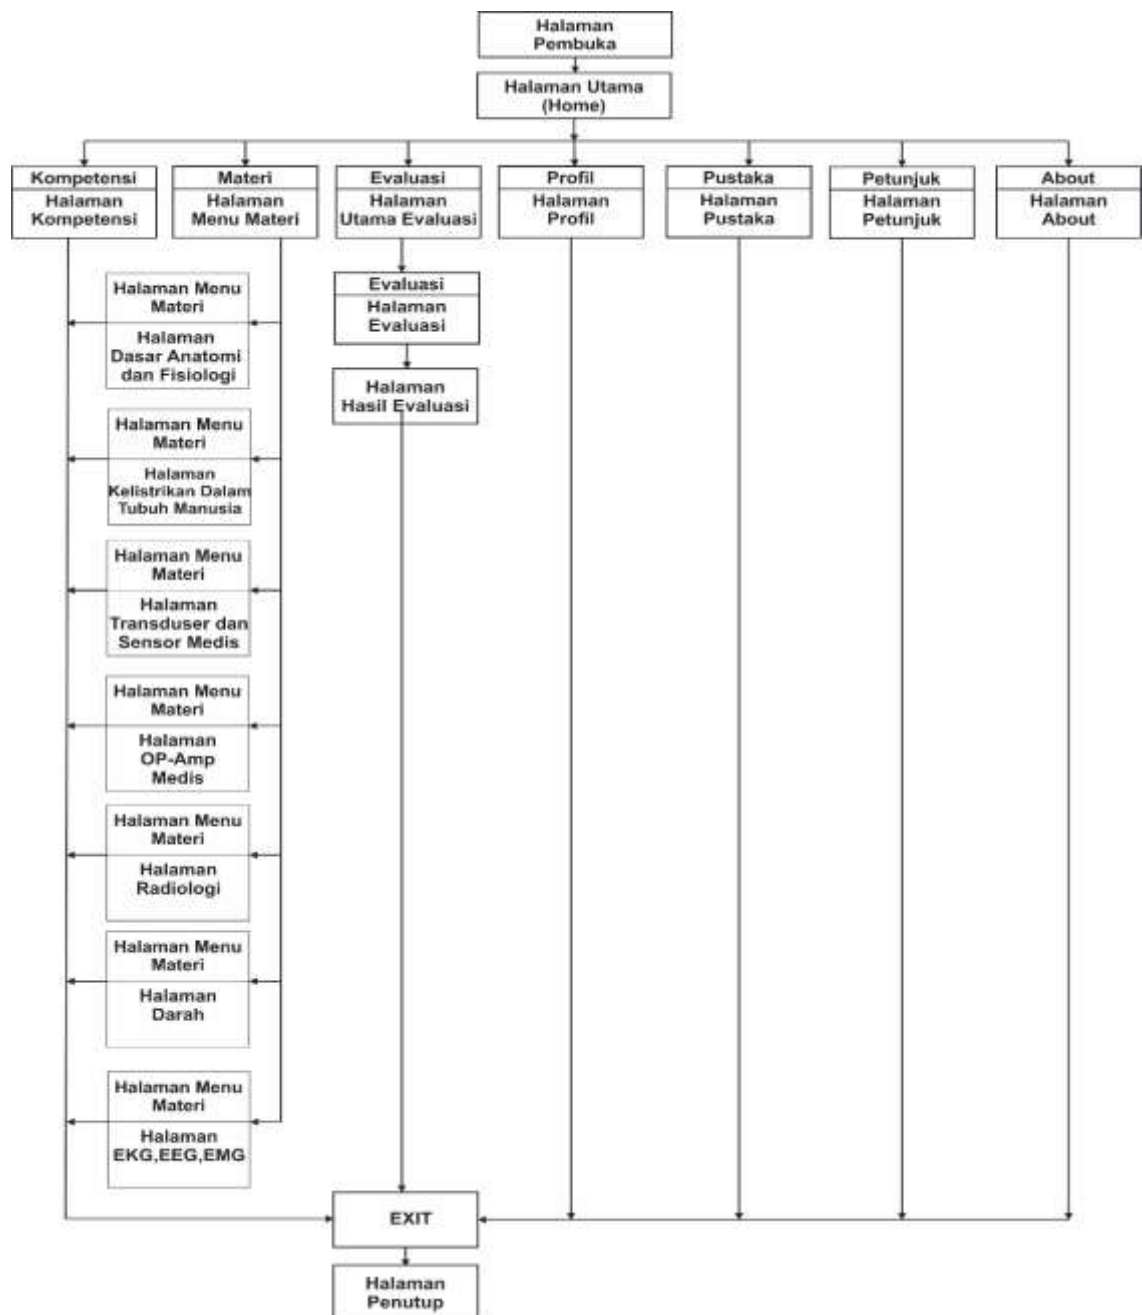 Halaman
Pembuka
Halaman Utama
(Home)
Kompetensi
Halaman
Kompetensi
Materi
Halaman
Menu Materi
Evaluasi
Halaman
Utama Evaluasi
Profil
Halaman
Profil
Pustaka
Halaman
Pustaka
Petunjuk
Halaman
Petunjuk
About
Halaman
About
Halaman Menu
Materi
Halaman
Dasar Anatomi
dan Fisiologi
Evaluasi
Halaman
Evaluasi
Halaman
Hasil Evaluasi
Halaman Menu
Materi
Halaman
Kelistrikan Dalam
Tubuh Manusia
Halaman Menu
Materi
Halaman
Transduser dan
Sensor Medis
Halaman Menu
Materi
Halaman
OP-Amp
Medis
Halaman Menu
Materi
Halaman
Radiologi
Halaman Menu
Materi
Halaman
Darah
Halaman Menu
Materi
Halaman
EKG,EEG,EMG
EXIT
Halaman
Penutup